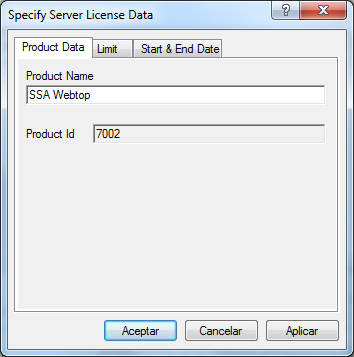 Specify Server License Data
?
Product Data Limit Start & End Date
Product Name
SSA Webtop
Product Id 7002
Aceptar Cancelar Aplicar